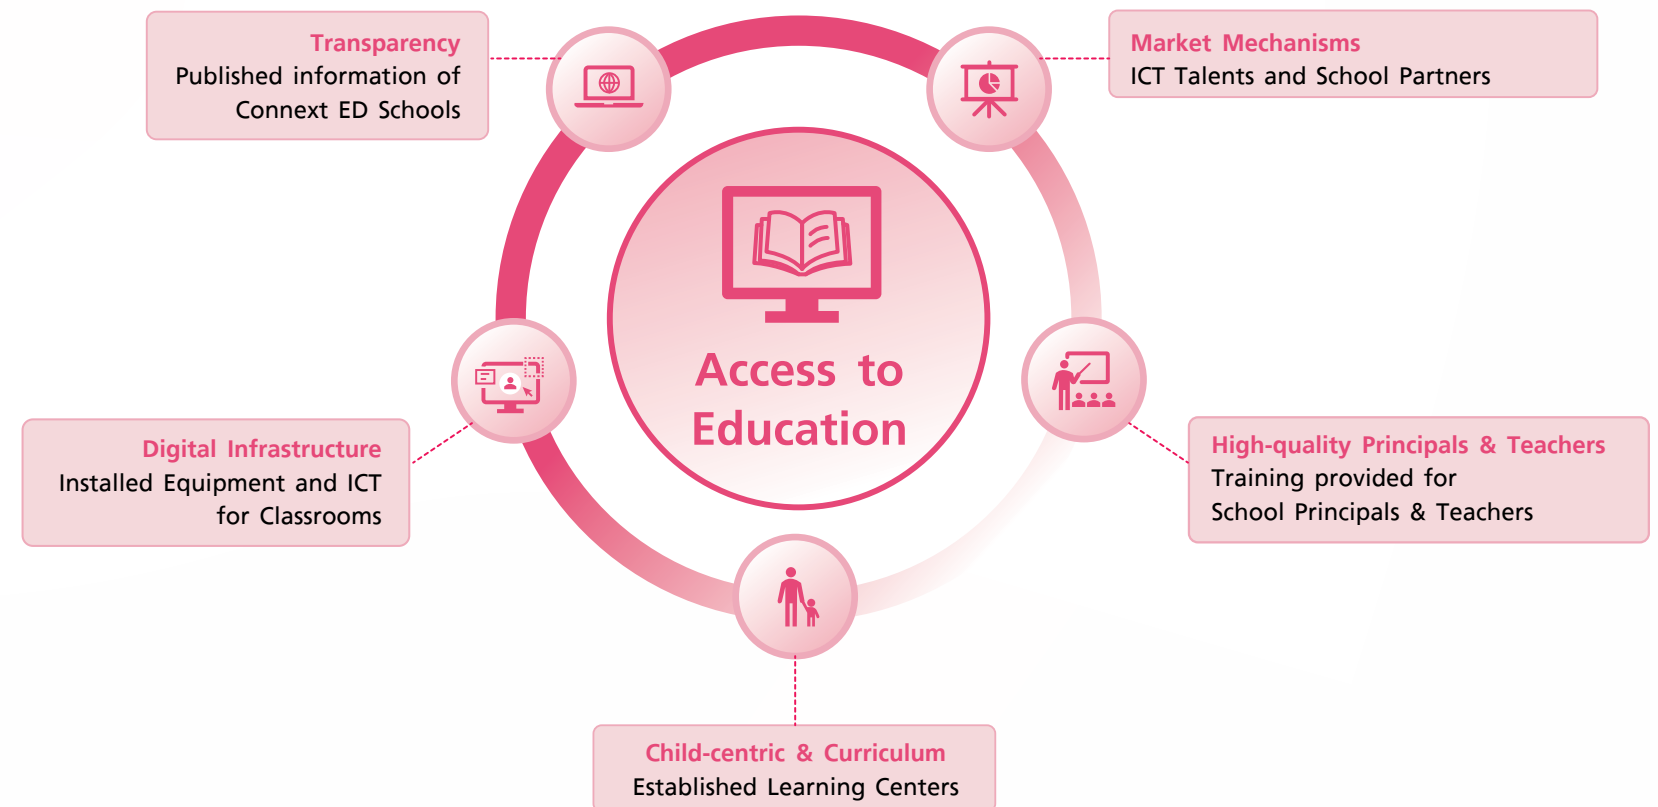 Transparency
Published information of
Connext ED Schools
Market Mechanisms
ICT Talents and School Partners
Access to
Education
Digital Infrastructure
Installed Equipment and ICT
for Classrooms
High-quality Principals & Teachers
Training provided for
School Principals & Teachers
Child-centric & Curriculum
Established Learning Centers